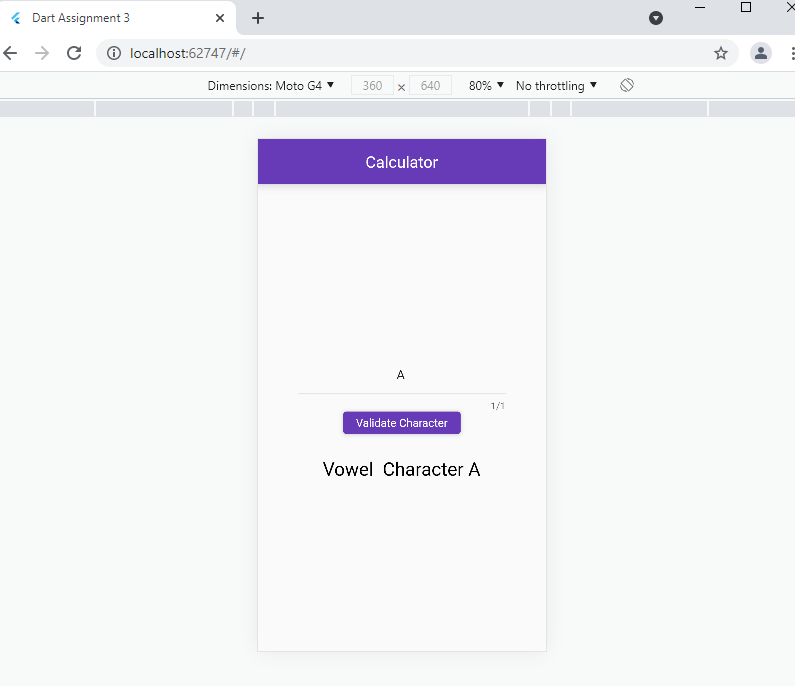 Dart Assignment 3
localhost:62747/#/
Dimensions: Moto G4 360 × 640 80% No throttling
Calculator
A
1/1
Validate Character
Vowel  Character A